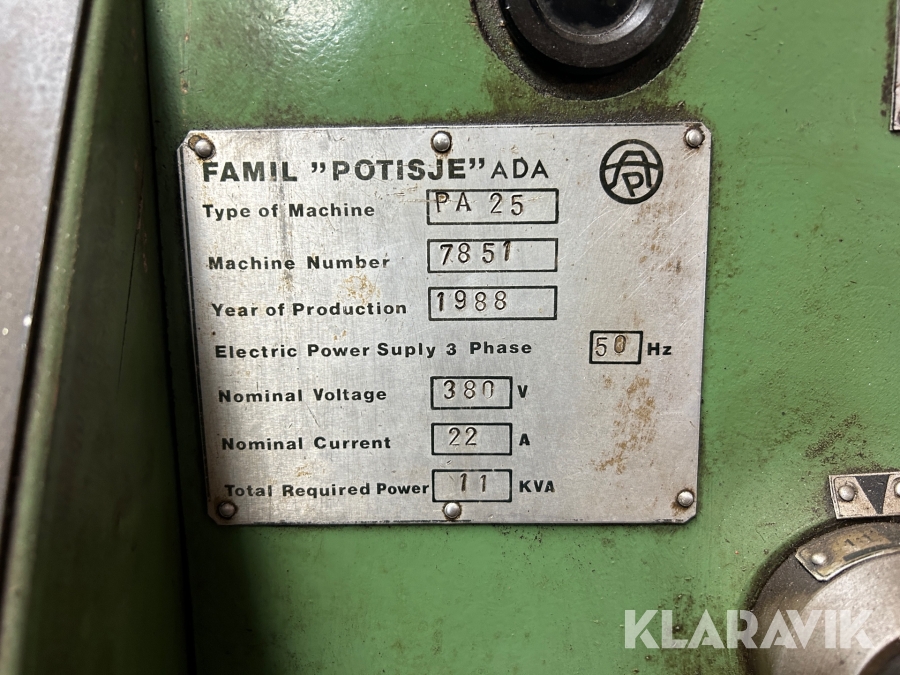 FAMIL "POTISJE" ADA
APT
Type of Machine PA 25
Machine Number 7851
Year of Production 1988
Electric Power Suply 3 Phase 50 Hz
Nominal Voltage 380 V
Nominal Current 22 A
Total Required Power 11 KVA
KLARAVIK